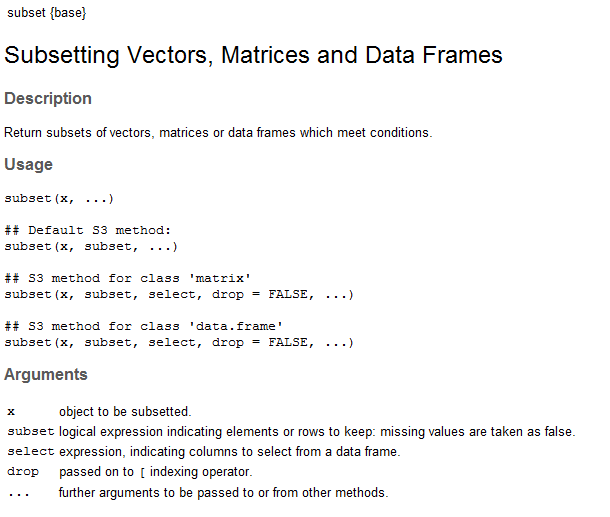 subset {base}
Subsetting Vectors, Matrices and Data Frames
Description
Return subsets of vectors, matrices or data frames which meet conditions.
Usage
subset(x, ...)
## Default S3 method:
subset(x, subset, ...)
## S3 method for class 'matrix'
subset(x, subset, select, drop = FALSE, ...)
## S3 method for class 'data.frame'
subset(x, subset, select, drop = FALSE, ...)
Arguments
x object to be subsetted.
subset logical expression indicating elements or rows to keep: missing values are taken as false.
select expression, indicating columns to select from a data frame.
drop passed on to [ indexing operator.
... further arguments to be passed to or from other methods.